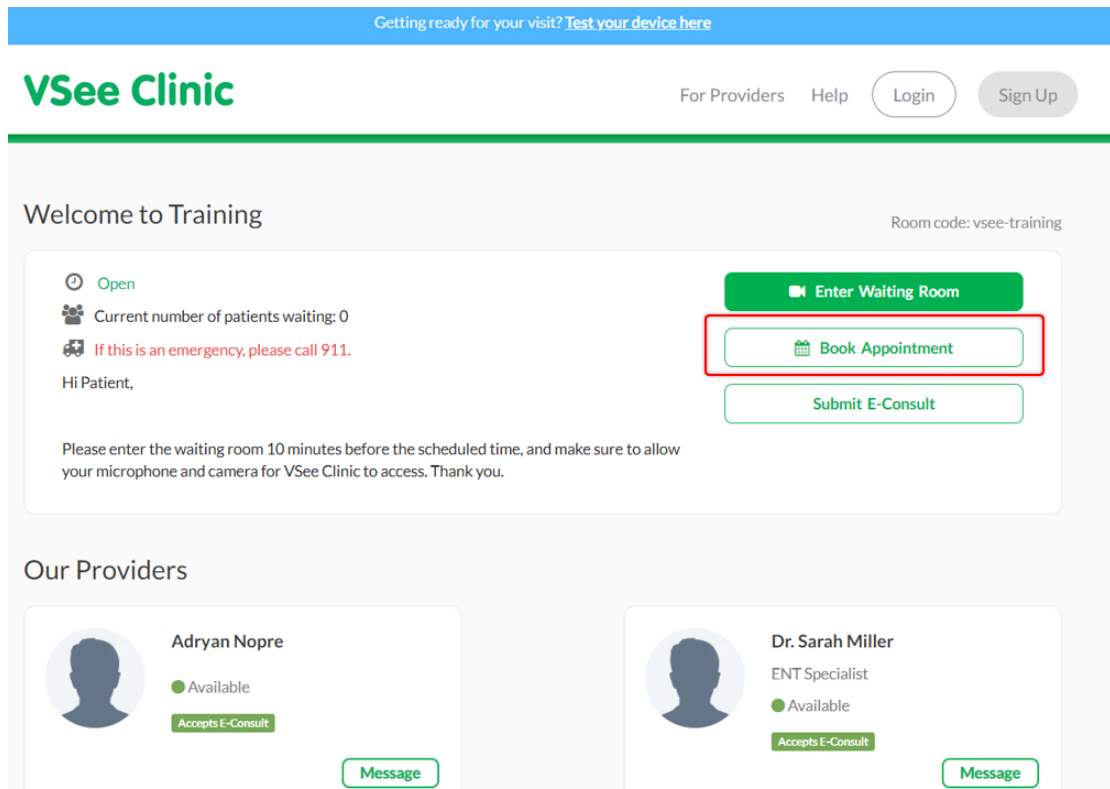 Getting ready for your visit? Test your device here
VSee Clinic
For Providers
Help
Login
Sign Up
Welcome to Training
Room code: vsee-training
Open
Current number of patients waiting: 0
If this is an emergency, please call 911.
Hi Patient,
Please enter the waiting room 10 minutes before the scheduled time, and make sure to allow
your microphone and camera for VSee Clinic to access. Thank you.
Enter Waiting Room
Book Appointment
Submit E-Consult
Our Providers
Adryan Nopre
Available
Accepts E-Consult
Message
Dr. Sarah Miller
ENT Specialist
Available
Accepts E-Consult
Message